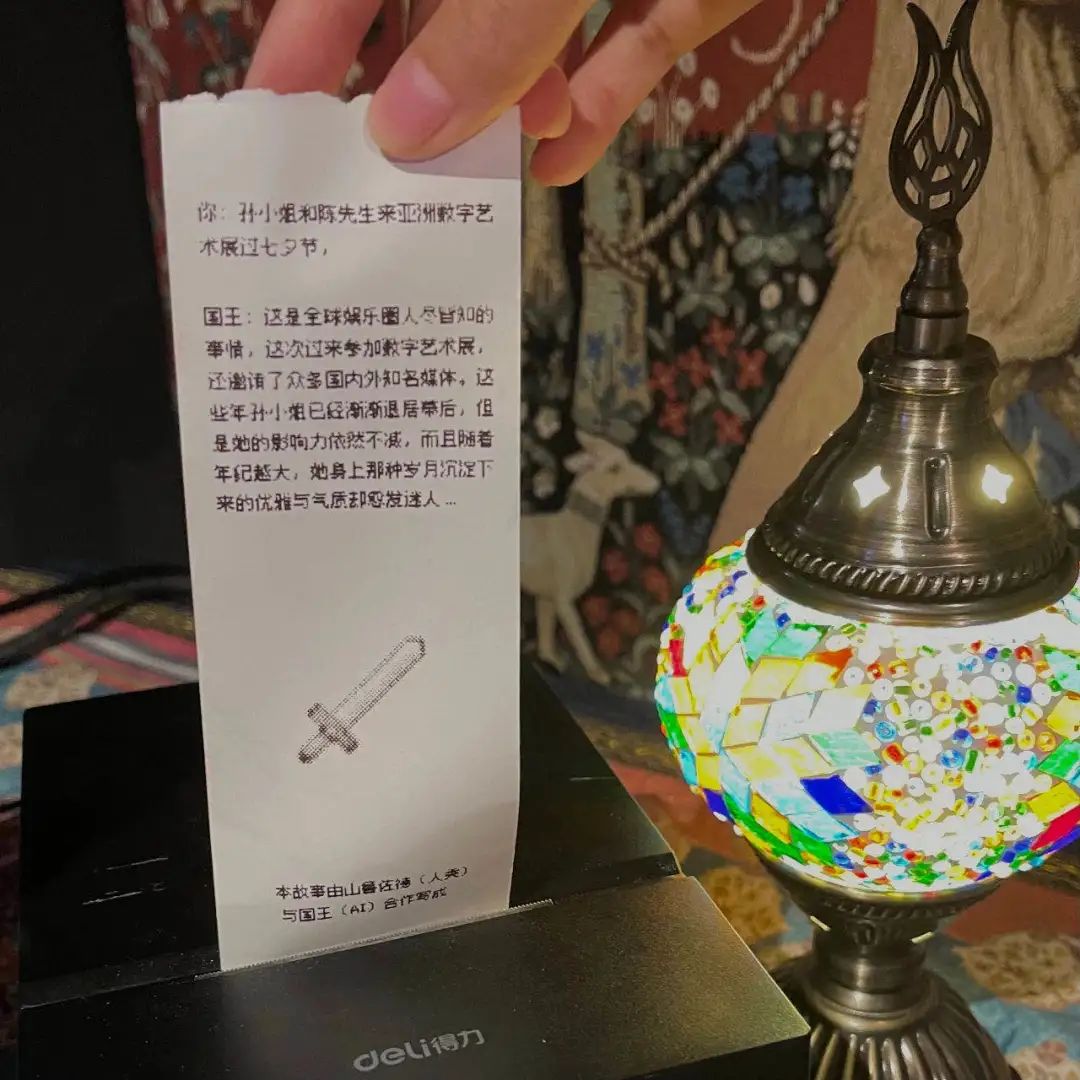 你：孙小姐和陈先生来亚洲数字艺
术展过七夕节，
国王：这是全球娱乐圈人尽皆知的
事情，这次过来参加数字艺术展，
还邀请了众多国内外知名媒体。这
些年孙小姐已经渐渐退居幕后，但
是她的影响力依然不减，而且随着
年纪越大，她身上那种岁月沉淀下
来的优雅与气质却愈发迷人 ...
本故事由山鲁佐德（人类）
与国王（AI）合作写成
deli得力